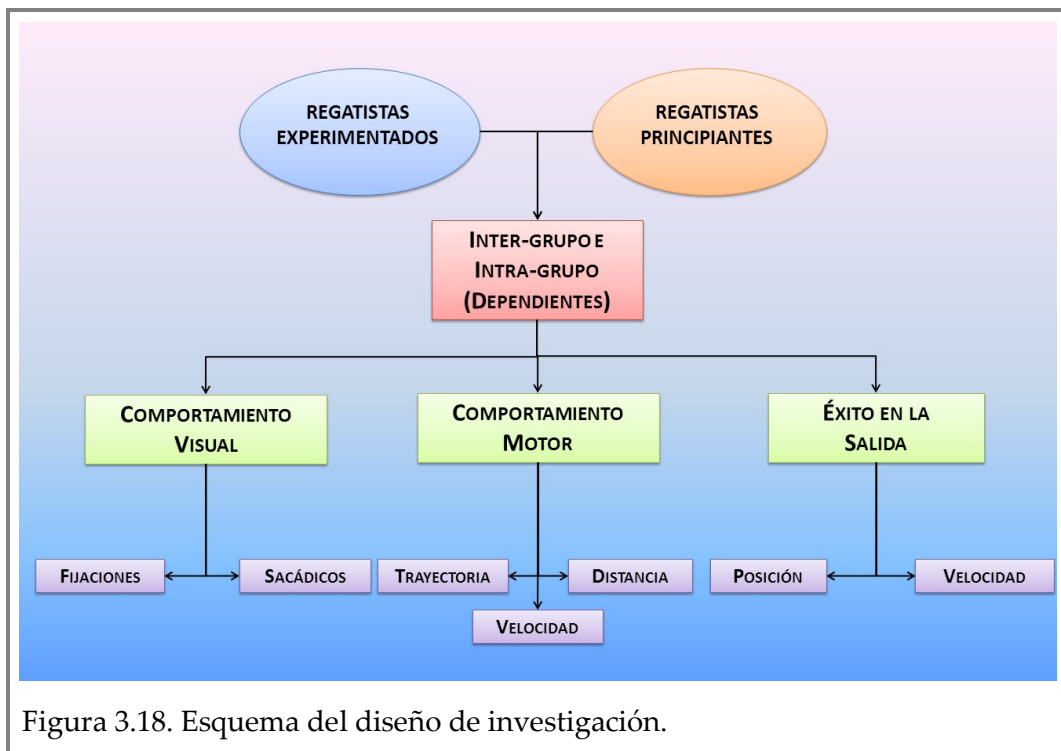 REGATISTAS
EXPERIMENTADOS
REGATISTAS
PRINCIPIANTES
INTER-GRUPO E
INTRA-GRUPO
(DEPENDIENTES)
COMPORTAMIENTO
VISUAL
COMPORTAMIENTO
MOTOR
ÉXITO EN LA
SALIDA
FIJACIONES
SACÁDICOS
TRAYECTORIA
DISTANCIA
POSICIÓN
VELOCIDAD
VELOCIDAD
Figura 3.18. Esquema del diseño de investigación.